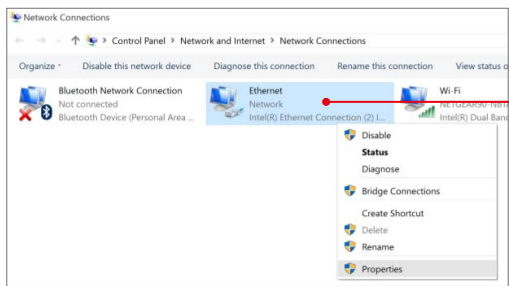 Network Connections
Control Panel > Network and Internet > Network Connections
Organize Disable this network device Diagnose this connection Rename this connection View status o
Bluetooth Network Connection
Not connected
Bluetooth Device (Personal Area ...
Ethernet
Network
Intel(R) Ethernet Connection (2) I...
Wi-Fi
Intel(R) Dual Band
Disable
Status
Diagnose
Bridge Connections
Create Shortcut
Delete
Rename
Properties